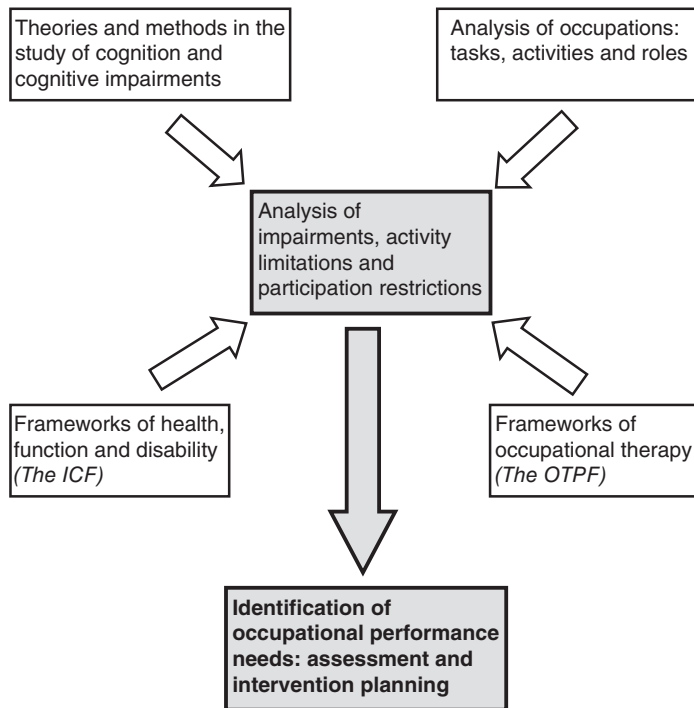 Theories and methods in the
study of cognition and
cognitive impairments
Analysis of occupations:
tasks, activities and roles
Analysis of
impairments, activity
limitations and
participation restrictions
Frameworks of health,
function and disability
(The ICF)
Frameworks of
occupational therapy
(The OTPF)
Identification of
occupational performance
needs: assessment and
intervention planning